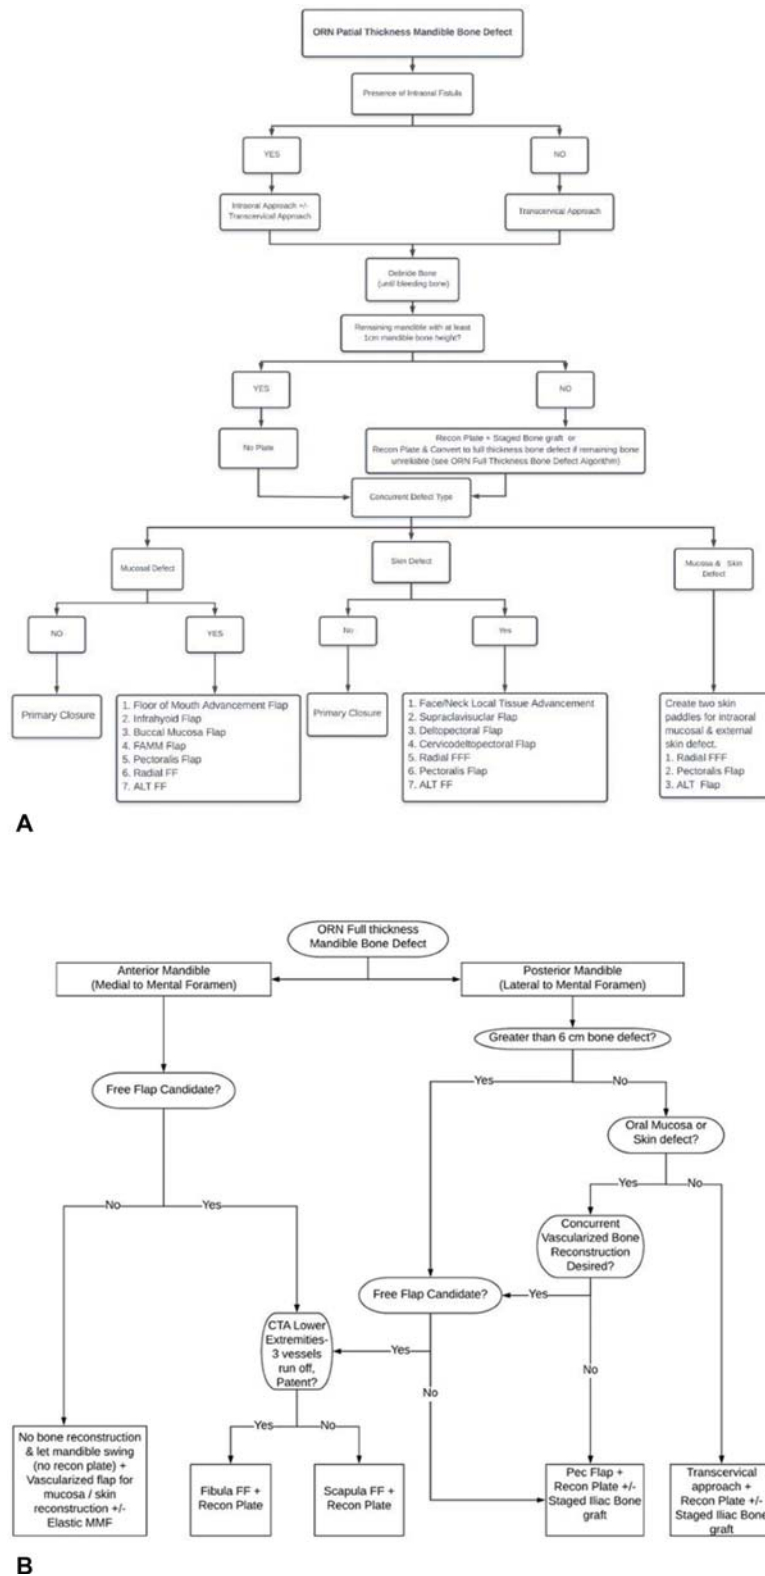 ORN Patial Thickness Mandible Bone Defect
Presence of Intraoral Fistula
YES
NO
Intraoral Approach +/-
Transcervical Approach
Transcervical Approach
Debride Bone
(until bleeding bone)
Remaining mandible with at least
1cm mandible bone height?
YES
NO
No Plate
Recon Plate + Staged Bone graft or
Recon Plate & Convert to full thickness bone defect if remaining bone
unreliable (see ORN Full Thickness Bone Defect Algorithm)
Concurrent Defect Type
Mucosal Defect
Skin Defect
Mucosa & Skin
Defect
NO
YES
No
Yes
Primary Closure
1. Floor of Mouth Advancement Flap
2. Infrahyoid Flap
3. Buccal Mucosa Flap
4. FAMM Flap
5. Pectoralis Flap
6. Radial FF
7. ALT FF
Primary Closure
1. Face/Neck Local Tissue Advancement
2. Supraclavisuclar Flap
3. Deltopectoral Flap
4. Cervicodeltopectoral Flap
5. Radial FFF
6. Pectoralis Flap
7. ALT FF
Create two skin
paddles for intraoral
mucosal & external
skin defect.
1. Radial FFF
2. Pectoralis Flap
3. ALT Flap
A
ORN Full thickness
Mandible Bone Defect
Anterior Mandible
(Medial to Mental Foramen)
Posterior Mandible
(Lateral to Mental Foramen)
Greater than 6 cm bone defect?
Free Flap Candidate?
Yes
No
Oral Mucosa or
Skin defect?
No
Yes
Yes
No
Concurrent
Vascularized Bone
Reconstruction
Desired?
Free Flap Candidate?
Yes
CTA Lower
Extremities-
3 vessels
run off,
Patent?
Yes
No
No
Yes
No
No bone reconstruction
& let mandible swing
(no recon plate) +
Vascularized flap for
mucosa / skin
reconstruction +/-
Elastic MMF
Fibula FF +
Recon Plate
Scapula FF +
Recon Plate
Pec Flap +
Recon Plate +/-
Staged Iliac Bone
graft
Transcervical
approach +
Recon Plate +/-
Staged Iliac Bone
graft
B